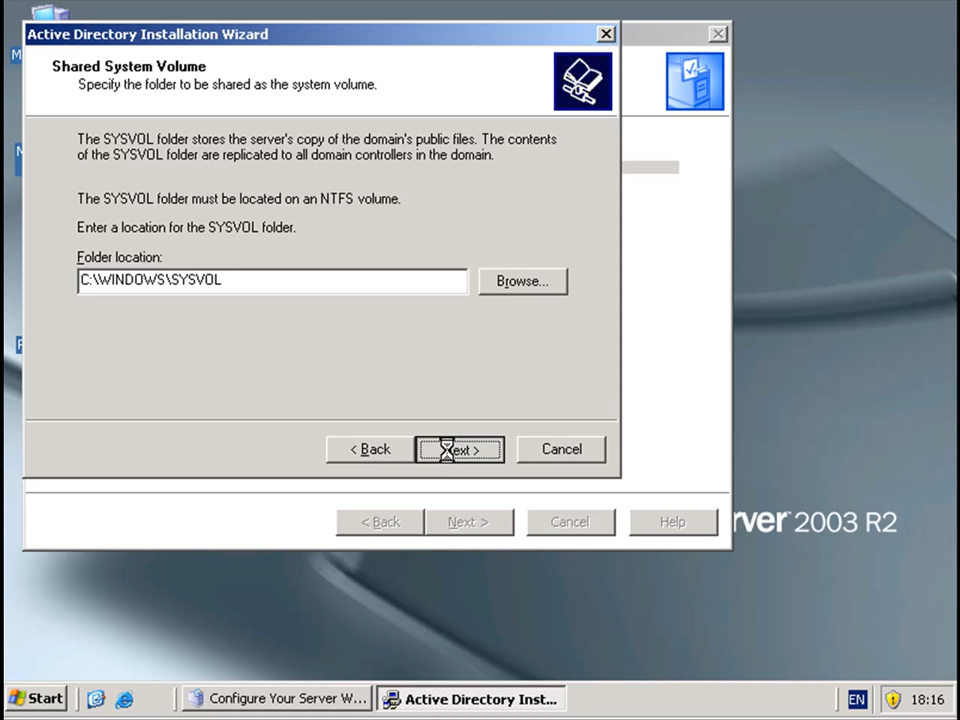 Active Directory Installation Wizard
Shared System Volume
Specify the folder to be shared as the system volume.
The SYSVOL folder stores the server's copy of the domain's public files. The contents
of the SYSVOL folder are replicated to all domain controllers in the domain.
The SYSVOL folder must be located on an NTFS volume.
Enter a location for the SYSVOL folder.
Folder location:
C:\WINDOWS\SYSVOL
Browse...
< Back
Cancel
< Back
Next >
Cancel
Help
2003 R2
Start
Configure Your Server W...
Active Directory Inst...
EN
18:16